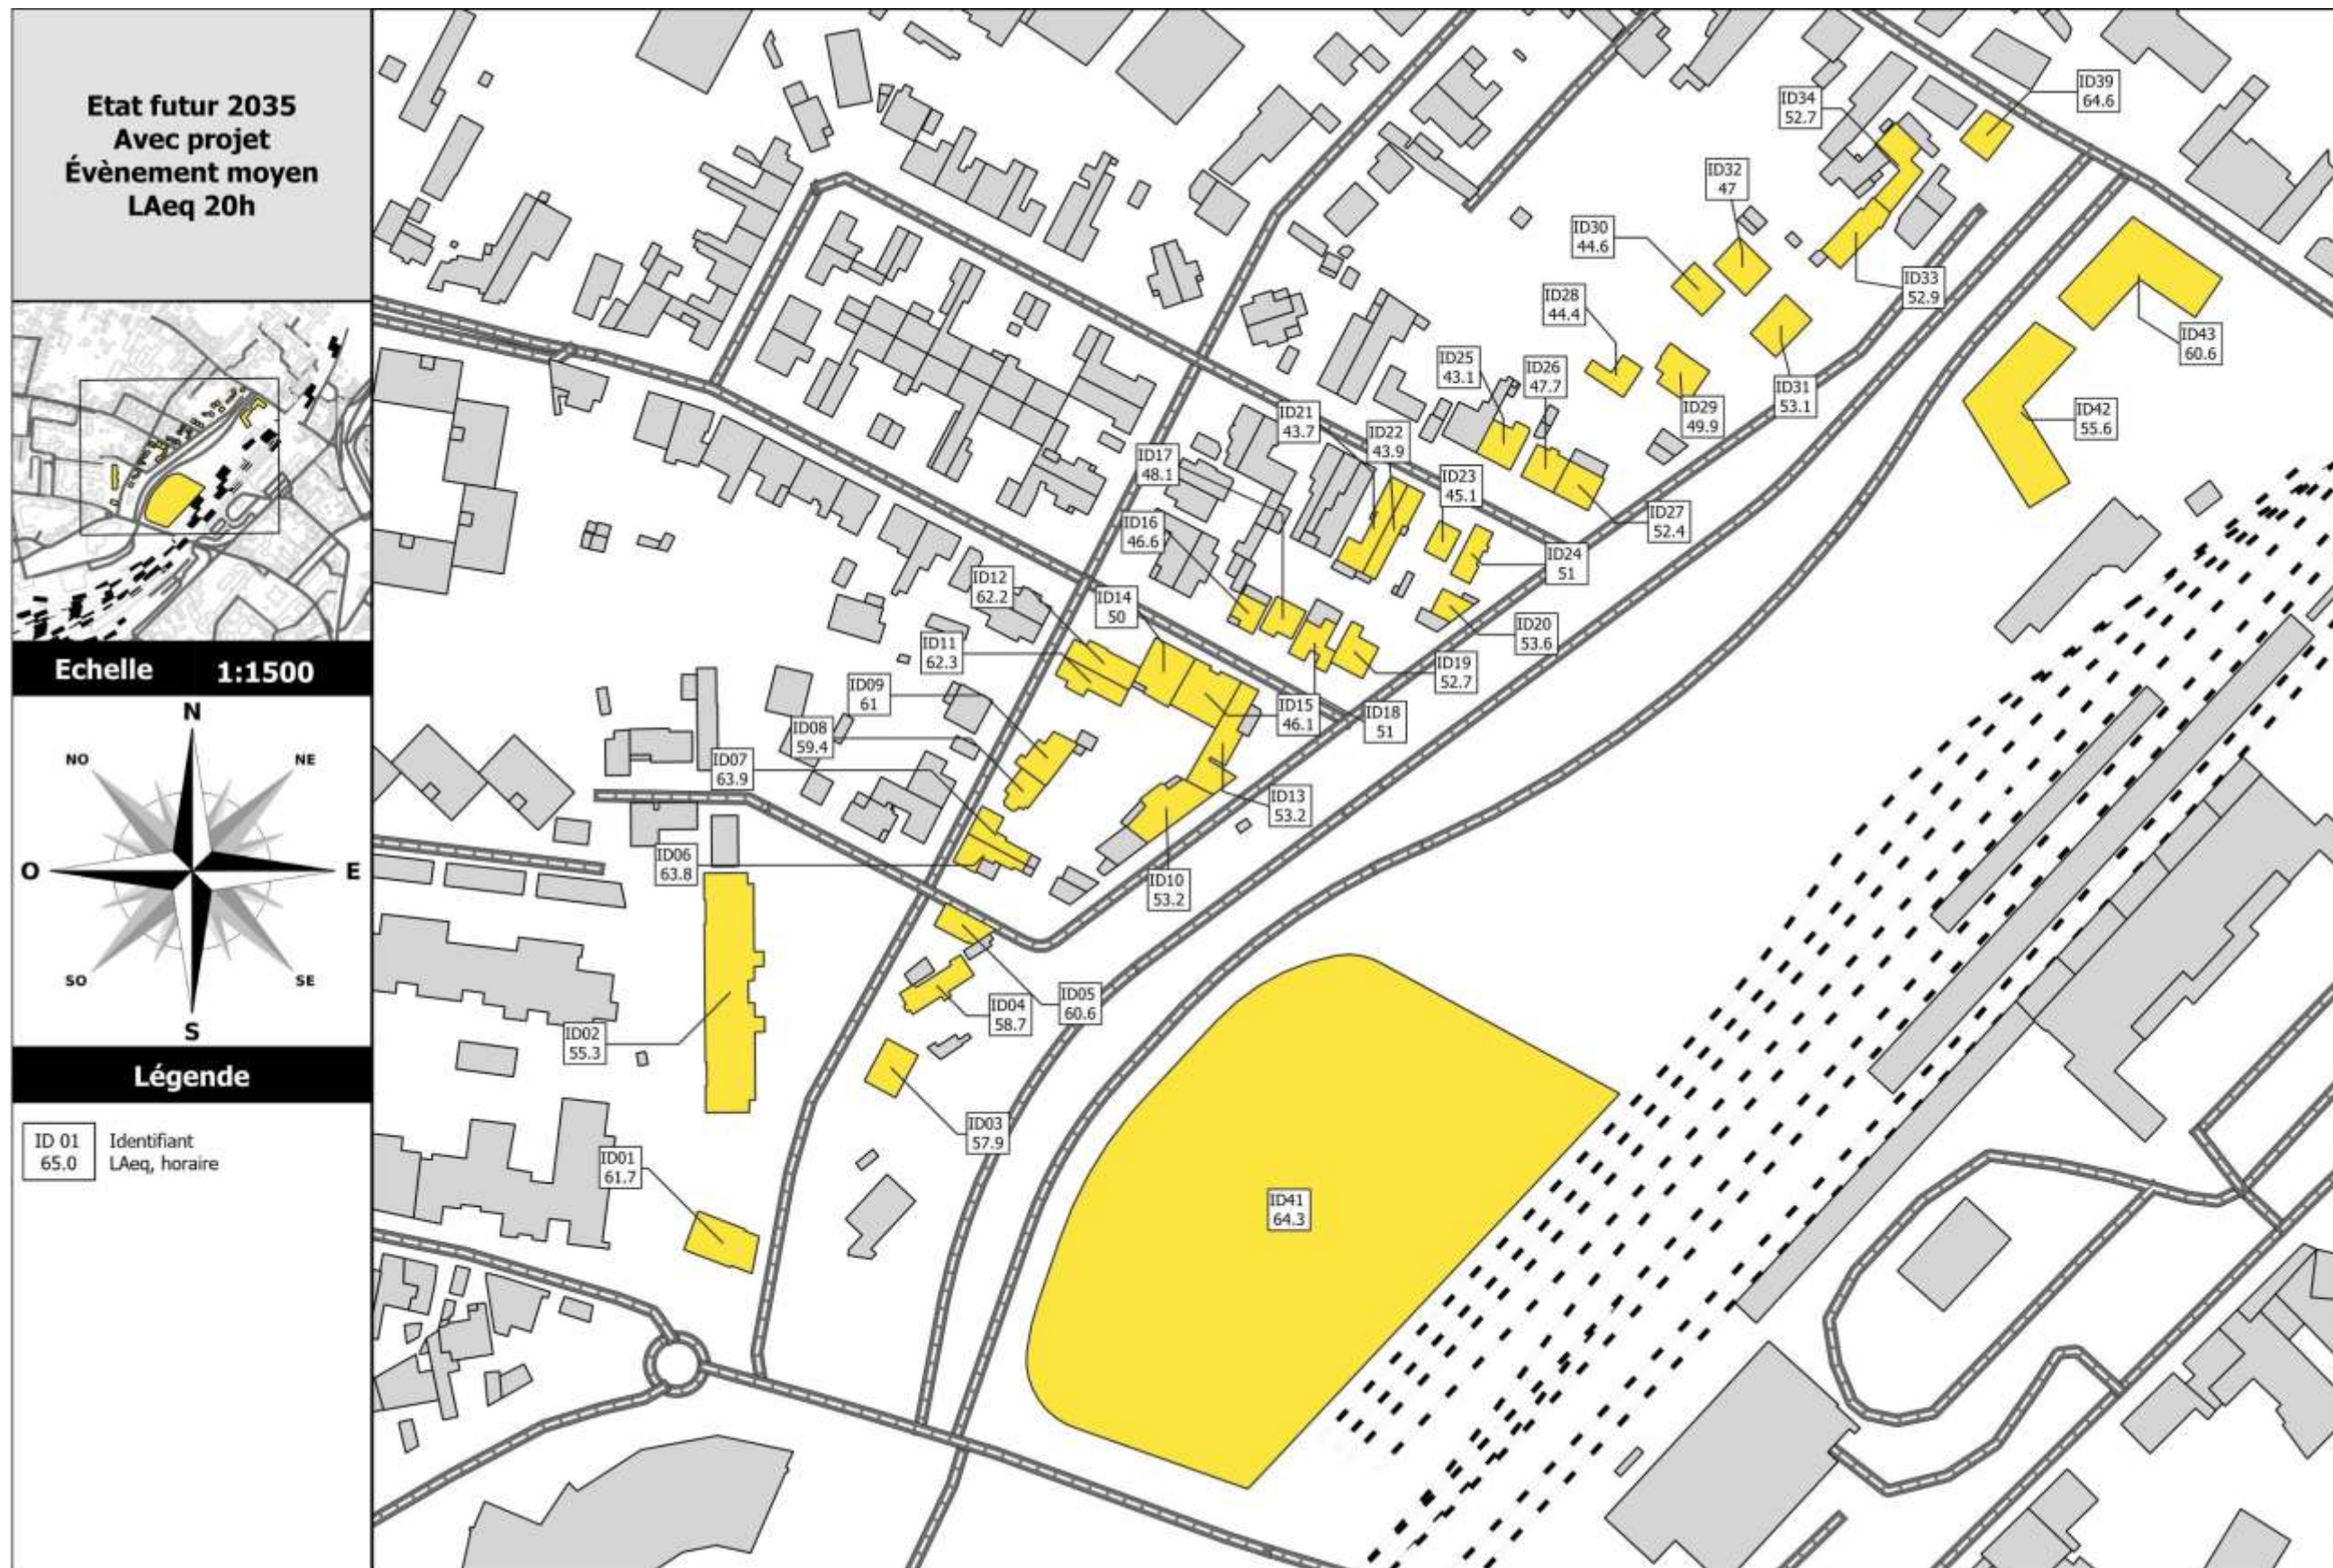 Etat futur 2035
Avec projet
Évènement moyen
LAeq 20h
Echelle 1:1500
N
NO
NE
O
E
SO
SE
S
Légende
ID 01
65.0
Identifiant
LAeq, horaire
ID39
64.6
ID34
52.7
ID32
47
ID30
44.6
ID33
52.9
ID28
44.4
ID43
60.6
ID25
43.1
ID26
47.7
ID31
53.1
ID29
49.9
ID42
55.6
ID21
43.7
ID22
43.9
ID17
48.1
ID23
45.1
ID27
52.4
ID16
46.6
ID24
51
ID12
62.2
ID14
50
ID20
53.6
ID11
62.3
ID19
52.7
ID09
61
ID15
46.1
ID18
51
ID08
59.4
ID07
63.9
ID13
53.2
ID06
63.8
ID10
53.2
ID05
60.6
ID04
58.7
ID02
55.3
ID03
57.9
ID01
61.7
ID41
64.3